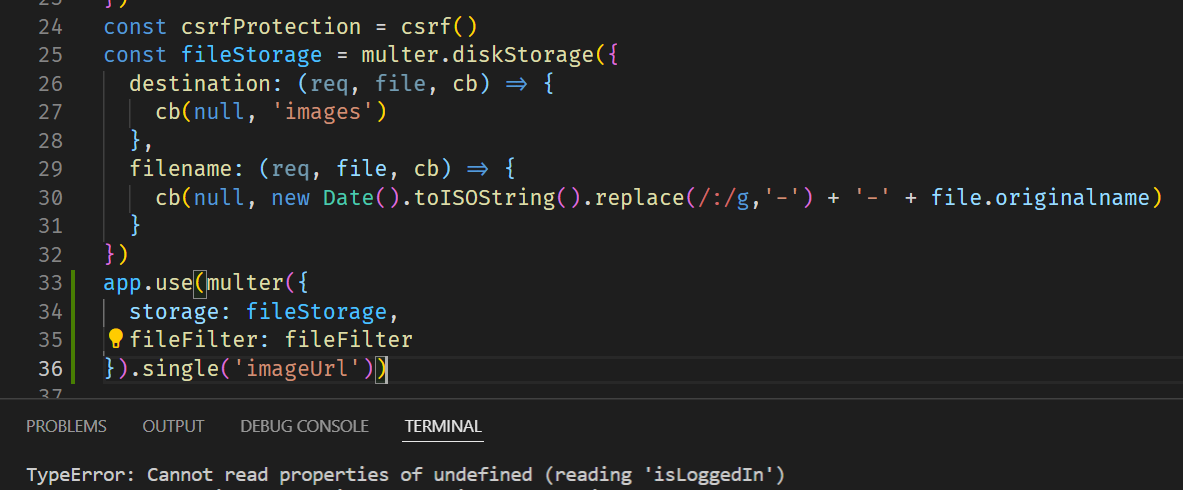 23 })
24 const csrfProtection = csrf()
25 const fileStorage = multer.diskStorage({
26 destination: (req, file, cb) => {
27 cb(null, 'images')
28 },
29 filename: (req, file, cb) => {
30 cb(null, new Date().toISOString().replace(/:/g,'-') + '-' + file.originalname)
31 }
32 })
33 app.use(multer({
34 storage: fileStorage,
35 fileFilter: fileFilter
36 }).single('imageUrl'))
37
PROBLEMS OUTPUT DEBUG CONSOLE TERMINAL
TypeError: Cannot read properties of undefined (reading 'isLoggedIn')